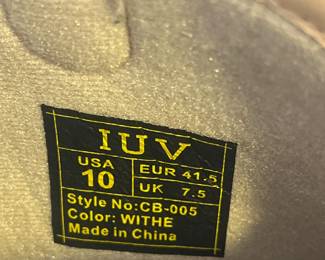 IUV
USA 10 EUR 41.5
UK 7.5
Style No:CB-005
Color: WITHE
Made in China